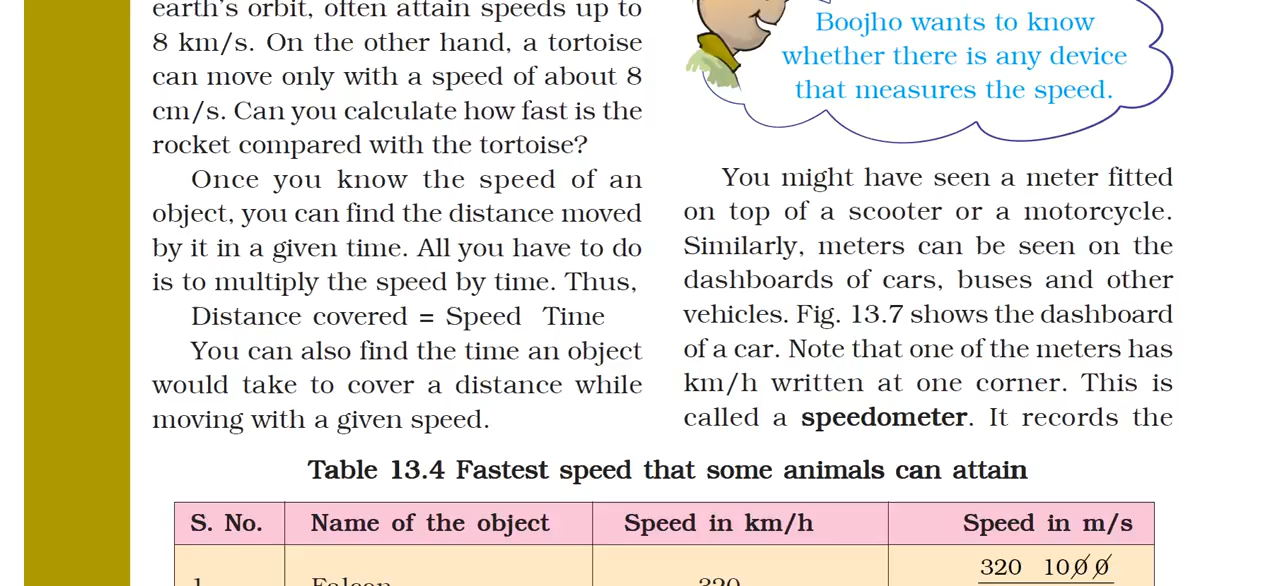 earth's orbit, often attain speeds up to
8 km/s. On the other hand, a tortoise
can move only with a speed of about 8
cm/s. Can you calculate how fast is the
rocket compared with the tortoise?
Once you know the speed of an
object, you can find the distance moved
by it in a given time. All you have to do
is to multiply the speed by time. Thus,
Distance covered = Speed Time
You can also find the time an object
would take to cover a distance while
moving with a given speed.
Boojho wants to know
whether there is any device
that measures the speed.
You might have seen a meter fitted
on top of a scooter or a motorcycle.
Similarly, meters can be seen on the
dashboards of cars, buses and other
vehicles. Fig. 13.7 shows the dashboard
of a car. Note that one of the meters has
km/h written at one corner. This is
called a speedometer. It records the
Table 13.4 Fastest speed that some animals can attain
S. No. Name of the object Speed in km/h Speed in m/s
1 Falcon 320 320 1000